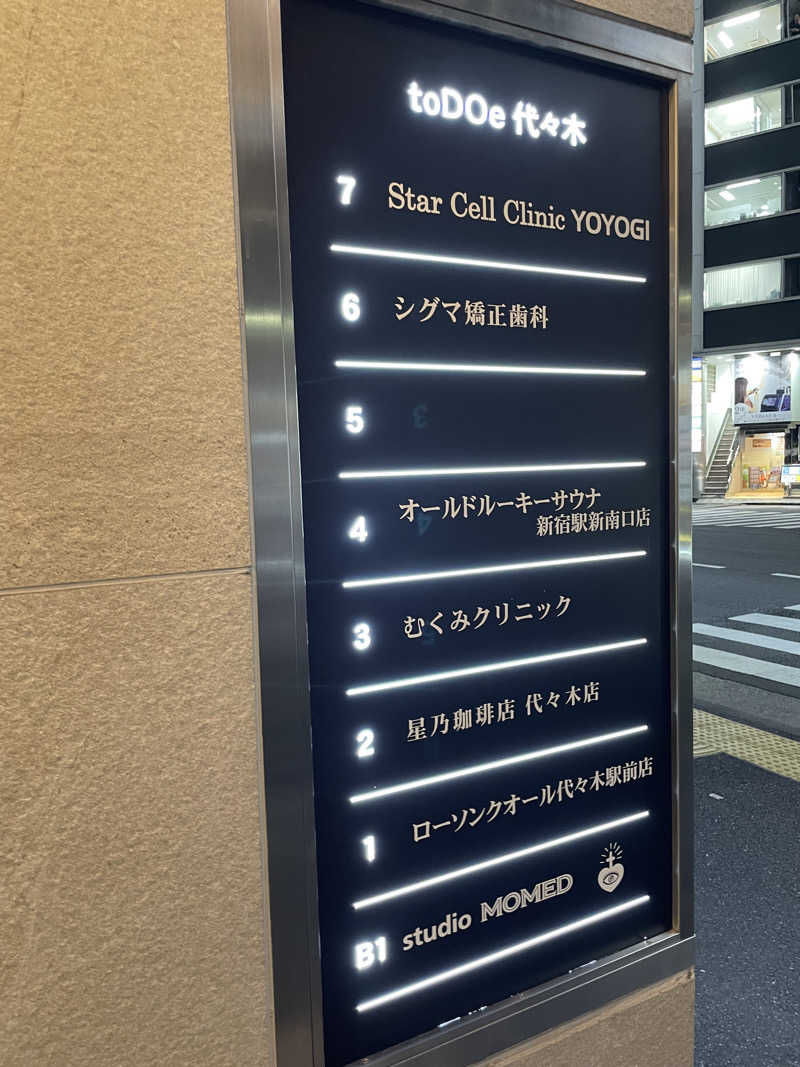 toDOe 代々木
7 Star Cell Clinic YOYOGI
6 シグマ矯正歯科
5
4 オールドルーキーサウナ
新宿駅新南口店
3 むくみクリニック
2 星乃珈琲店 代々木店
1 ローソンクオール代々木駅前店
B1 studio MOMED